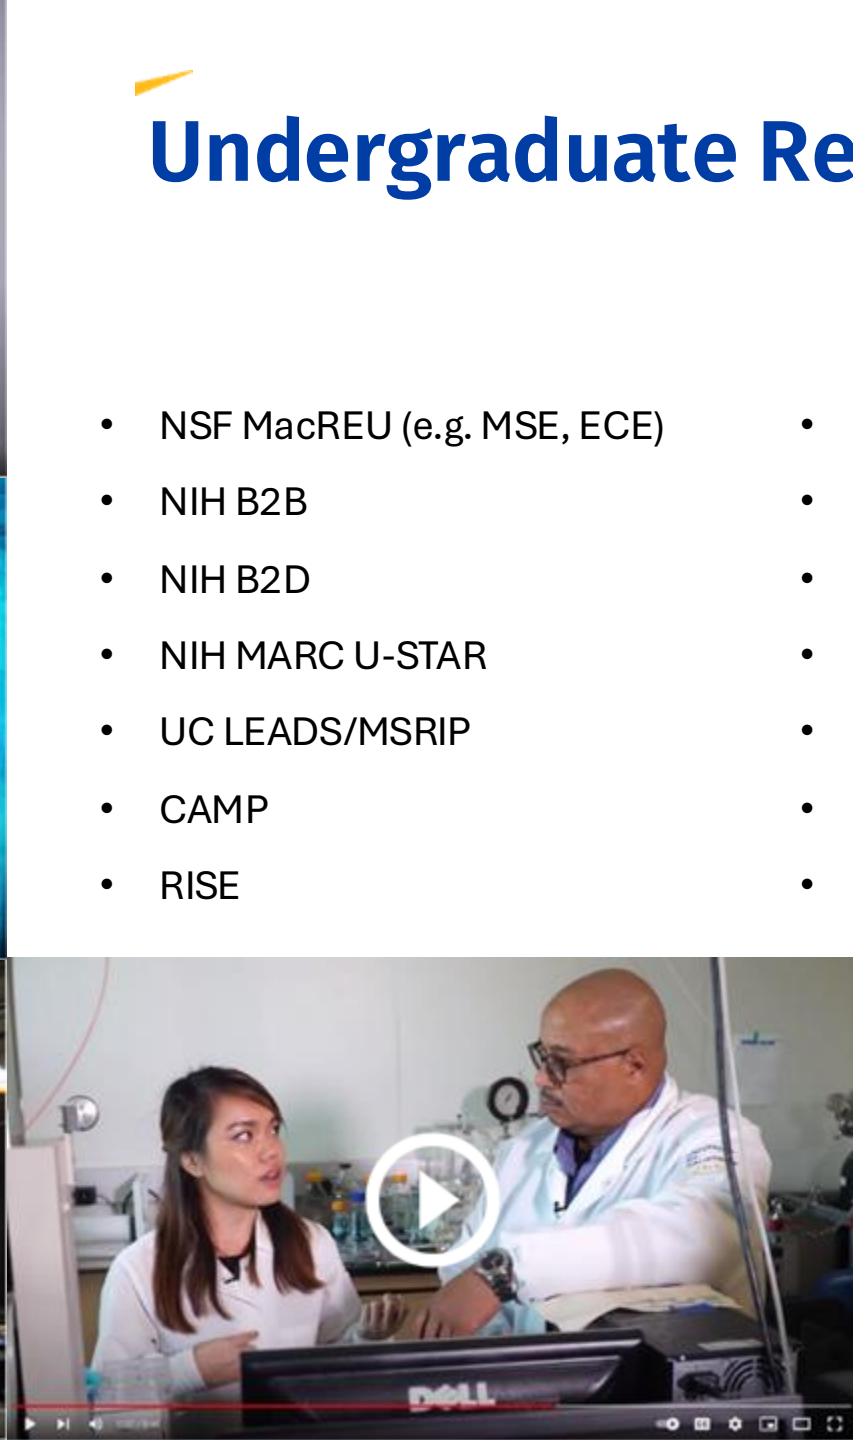 Undergraduate Re
• NSF MacREU (e.g. MSE, ECE)
• NIH B2B
• NIH B2D
• NIH MARC U-STAR
• UC LEADS/MSRIP
• CAMP
• RISE
DELL